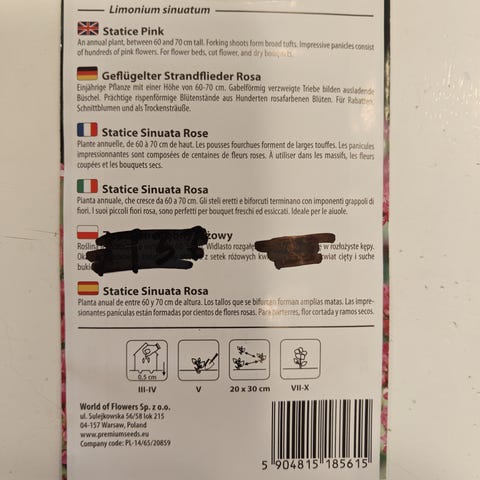 Limonium sinuatum
Statice Pink
An annual plant, between 60 and 70 cm tall. Forking shoots form broad tufts. Impressive panicles consist
of hundreds of pink flowers. For flower beds, cut flower, and dry bouquets.
Geflügelter Strandflieder Rosa
Einjährige Pflanze mit einer Höhe von 60-70 cm. Gabelförmig verzweigte Triebe bilden ausladende
Büschel. Prächtige rispenförmige Blütenstände aus Hunderten rosafarbenen Blüten. Für Rabatten,
Schnittblumen und als Trockensträuße.
Statice Sinuata Rose
Plante annuelle, de 60 à 70 cm de haut. Les pousses fourchues forment de larges touffes. Les panicules
impressionnantes sont composées de centaines de fleurs roses. À utiliser dans les massifs, les fleurs
coupées et les bouquets secs.
Statice Sinuata Rosa
Pianta annuale, che cresce da 60 a 70 cm. Gli steli eretti e biforcuti terminano con imponenti grappoli di
fiori. I suoi piccoli fiori rosa, sono perfetti per bouquet freschi ed essiccati. Ideale per le aiuole.
Roślina Widlasto rozgałę w rozłożyste kępy.
z setek różowych kwiat cięty i suche
Statice Sinuata Rosa
Planta anual de entre 60 y 70 cm de altura. Los tallos que se bifurcan forman amplias matas. Las impre-
sionantes panículas están formadas por cientos de flores rosas. Para parterres, flor cortada y ramos secos.
0,5 cm
III-IV V 20 x 30 cm VII-X
World of Flowers Sp. z o.o.
ul. Sulejkowska 56/58 lok 215
04-157 Warsaw, Poland
www.premiumseeds.eu
Company code: PL-14/65/20859
5 904815 185615